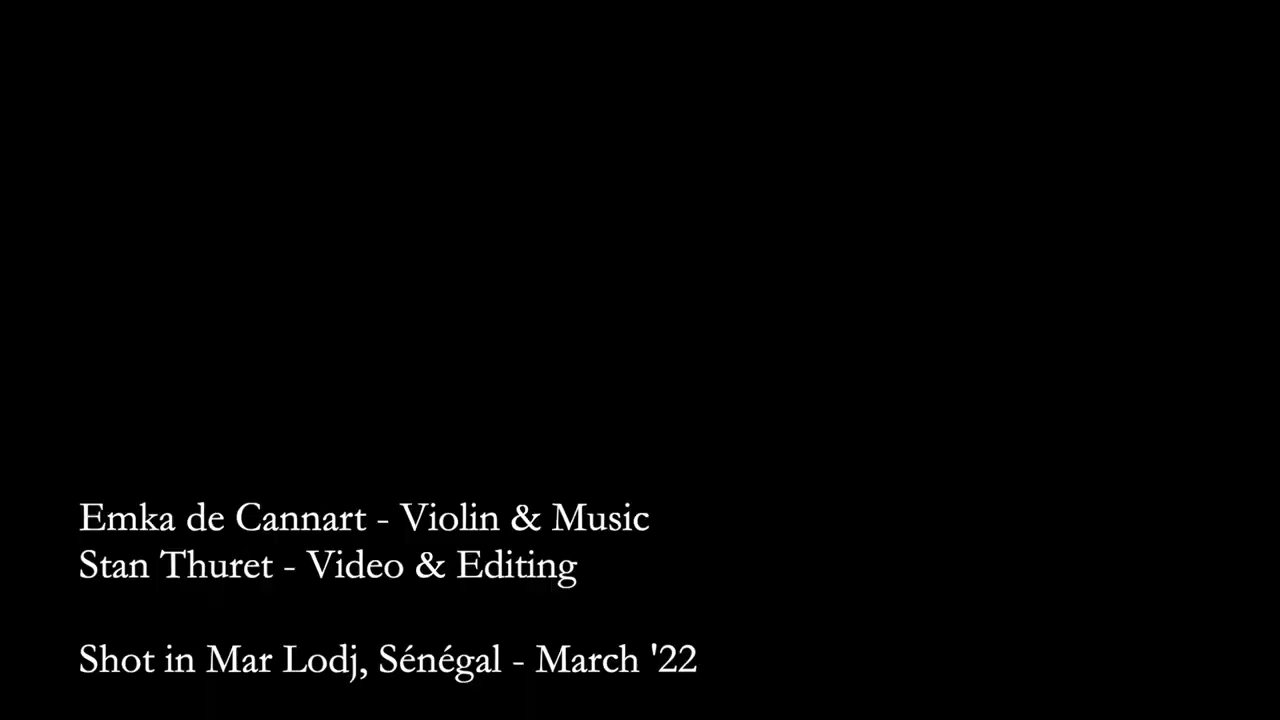 Emka de Cannart - Violin & Music
Stan Thuret - Video & Editing
Shot in Mar Lodj, Sénégal - March '22